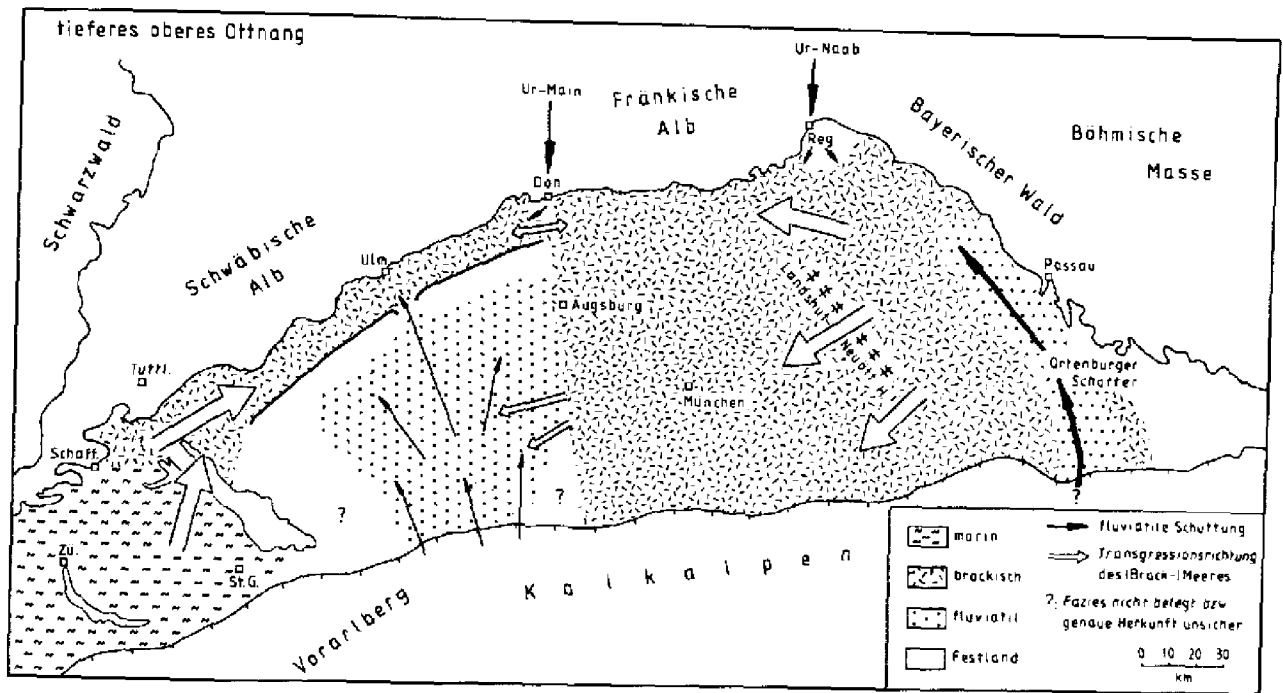 tieferes oberes Ottnang
Ur-Naab
Ur-Main
Fränkische
Alb
Bayerischer Wald
Böhmische
Masse
Schwarzwald
Reg
Don
Schwäbische
Alb
Ulm
Passau
Augsburg
Landshut
Neuött. H.
Ortenburger
Schotter
Tuttl.
München
Schaff.
?
?
?
Zü.
St.G.
Vorarlberg
Kalkalpen
marin
brackisch
fluviatil
Festland
fluviatile Schüttung
Transgressionsrichtung
des (Brack-) Meeres
?: Fazies nicht belegt bzw
genaue Herkunft unsicher
0 10 20 30
km